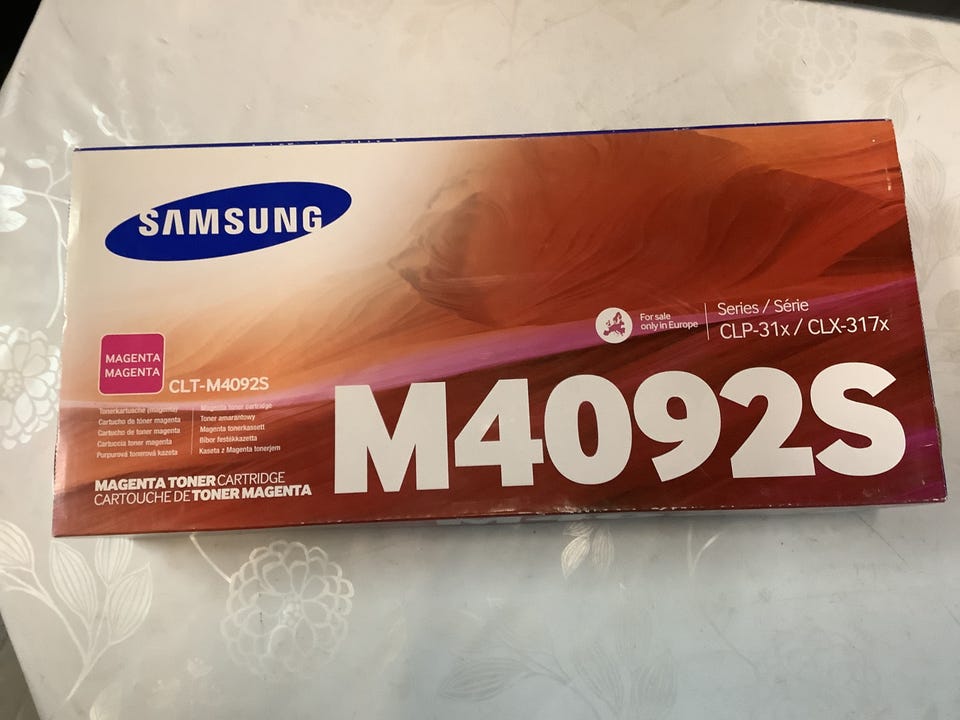 SAMSUNG
For sale
only in Europe
Series / Série
CLP-31x / CLX-317x
MAGENTA
MAGENTA
CLT-M4092S
M4092S
Tonerkartusche (magenta)
Cartucho de tóner magenta
Cartucho de toner magenta
Cartuccia toner magenta
Purpurová tonerová kazeta
Magenta toner cartridge
Toner amarantowy
Magenta tonerkassett
Bíbor festékkazetta
Kaseta z Magenta tonerjem
MAGENTA TONER CARTRIDGE
CARTOUCHE DE TONER MAGENTA